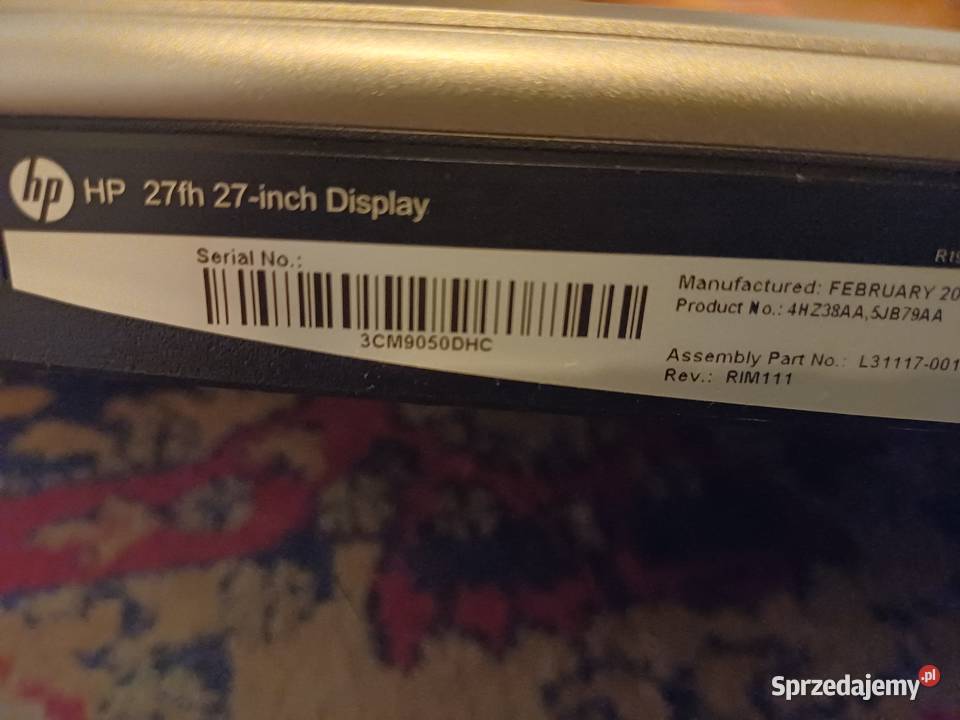 hp HP 27fh 27-inch Display
Serial No.:
3CM9050DHC
Manufactured: FEBRUARY 20
Product No.: 4HZ38AA,5JB79AA
Assembly Part No.: L31117-001
Rev.: RIM111
Sprzedajemy.pl